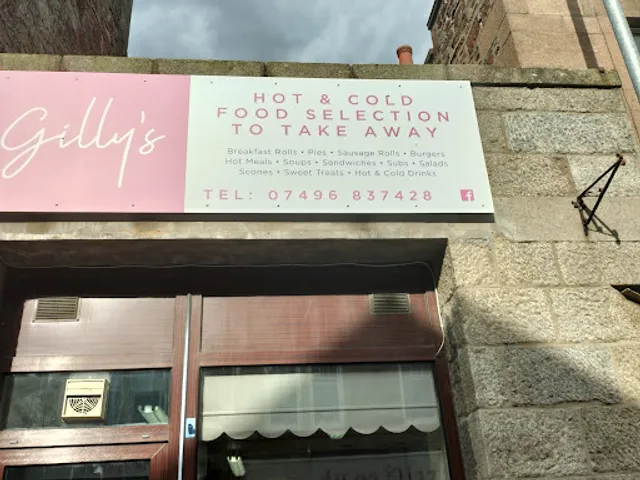 Gilly's
HOT & COLD
FOOD SELECTION
TO TAKE AWAY
Breakfast Rolls • Pies • Sausage Rolls • Burgers
Hot Meals • Soups • Sandwiches • Subs • Salads
Scones • Sweet Treats • Hot & Cold Drinks
TEL: 07496 837428 f